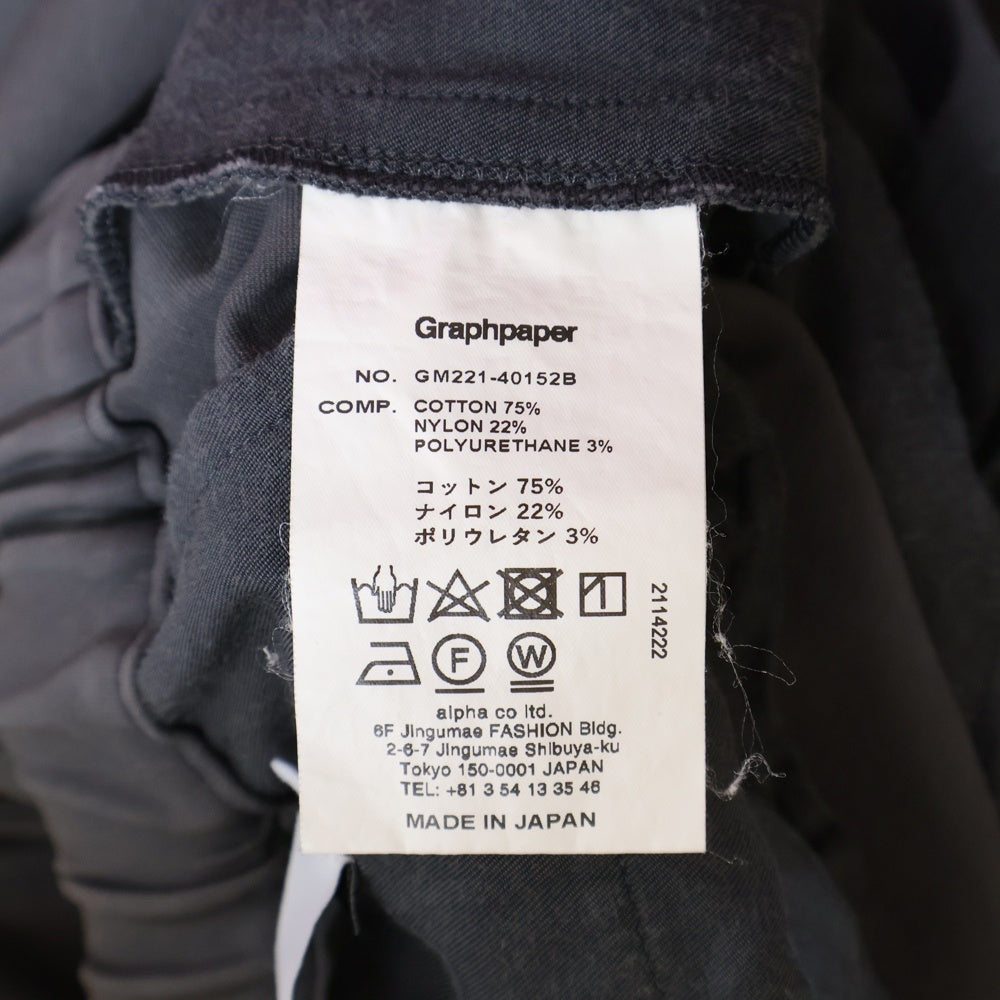 Graphpaper
NO. GM221-40152B
COMP. COTTON 75%
NYLON 22%
POLYURETHANE 3%
コットン 75%
ナイロン 22%
ポリウレタン 3%
F W
2114222
alpha co ltd.
6F Jingumae FASHION Bldg.
2-6-7 Jingumae Shibuya-ku
Tokyo 150-0001 JAPAN
TEL: +81 3 54 13 35 46
MADE IN JAPAN